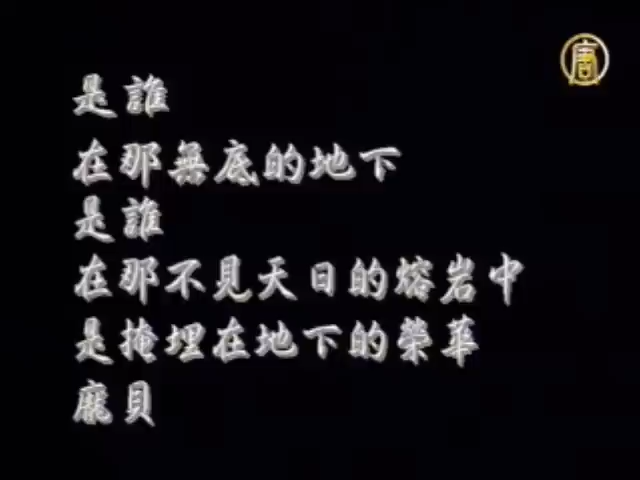 是誰
在那無底的地下
是誰
在那不見天日的熔岩中
是掩埋在地下的榮華
龐貝
唐